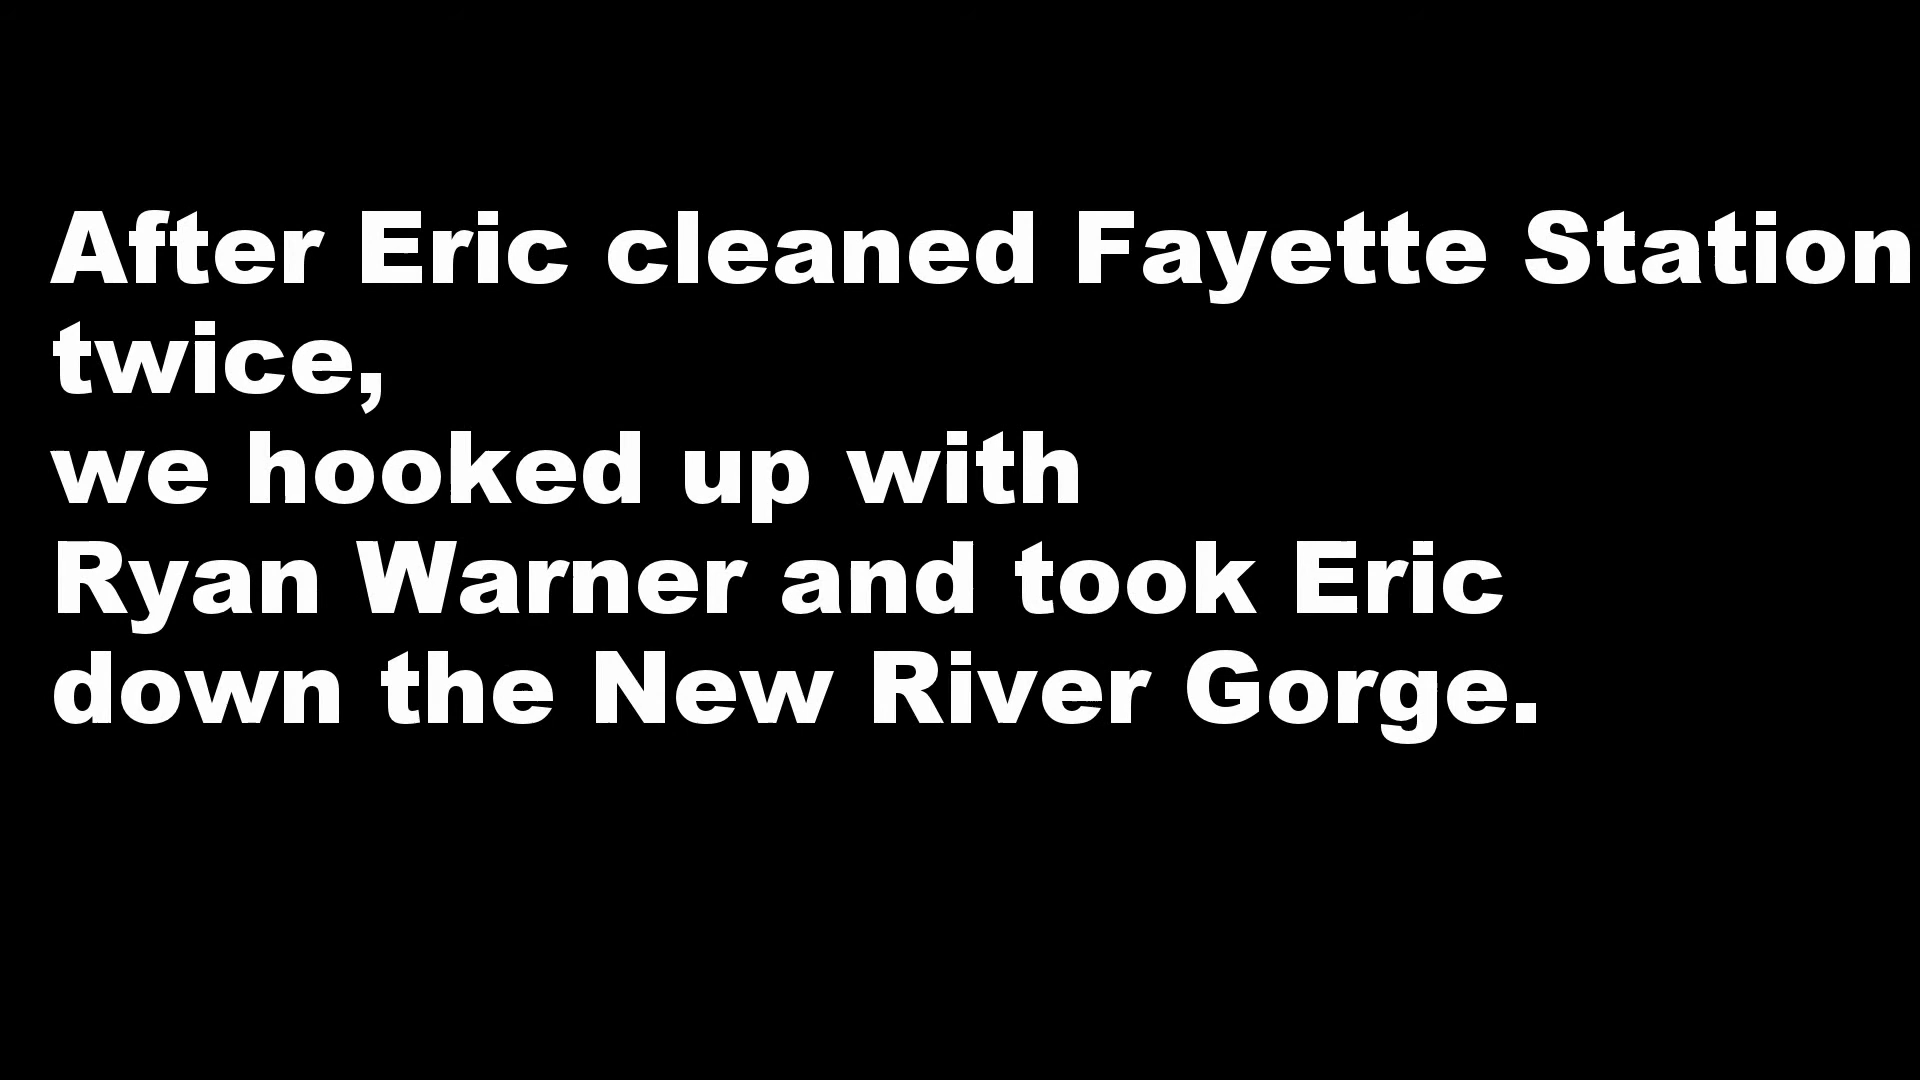 After Eric cleaned Fayette Station
twice,
we hooked up with
Ryan Warner and took Eric
down the New River Gorge.